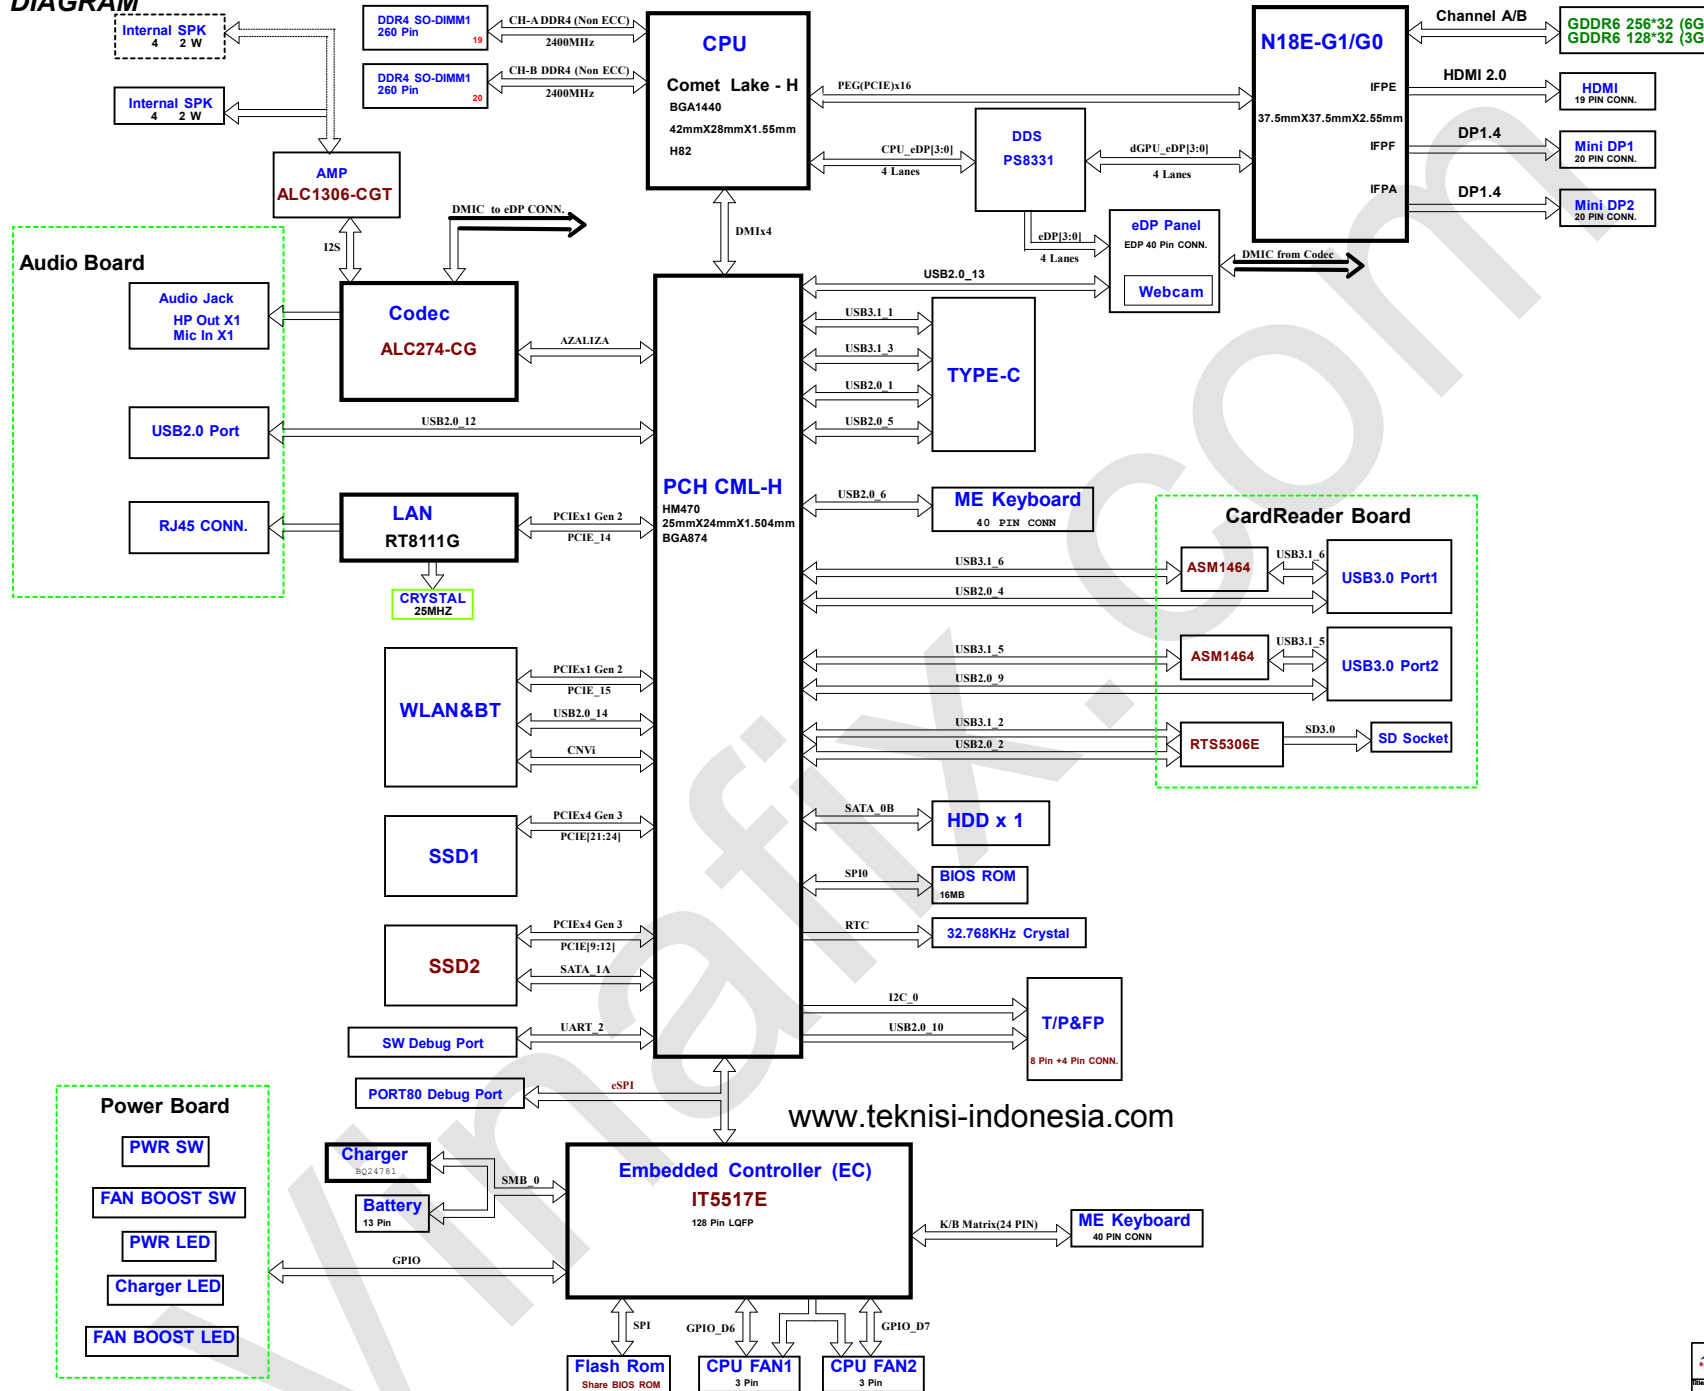 DIAGRAM
Internal SPK
4 2 W
Internal SPK
4 2 W
AMP
ALC1306-CGT
I2S
DMIC to eDP CONN.
DDR4 SO-DIMM1
260 Pin
19
CH-A DDR4 (Non ECC)
2400MHz
DDR4 SO-DIMM1
260 Pin
20
CH-B DDR4 (Non ECC)
2400MHz
CPU
Comet Lake - H
BGA1440
42mmX28mmX1.55mm
H82
PEG(PCIE)x16
CPU_eDP[3:0]
4 Lanes
DDS
PS8331
dGPU_eDP[3:0]
4 Lanes
N18E-G1/G0
37.5mmX37.5mmX2.55mm
IFPE
IFPF
IFPA
Channel A/B
GDDR6 256*32 (6G
GDDR6 128*32 (3G
HDMI 2.0
HDMI
19 PIN CONN.
DP1.4
Mini DP1
20 PIN CONN.
DP1.4
Mini DP2
20 PIN CONN.
DMIx4
eDP[3:0]
4 Lanes
eDP Panel
EDP 40 Pin CONN.
Webcam
DMIC from Codec
USB2.0_13
Audio Board
Audio Jack
HP Out X1
Mic In X1
Codec
ALC274-CG
AZALIZA
USB2.0 Port
USB2.0_12
RJ45 CONN.
LAN
RT8111G
PCIEx1 Gen 2
PCIE_14
CRYSTAL
25MHZ
PCH CML-H
HM470
25mmX24mmX1.504mm
BGA874
USB3.1_1
USB3.1_3
USB2.0_1
USB2.0_5
TYPE-C
USB2.0_6
ME Keyboard
40 PIN CONN
CardReader Board
USB3.1_6
ASM1464
USB3.1_6
USB3.0 Port1
USB2.0_4
USB3.1_5
ASM1464
USB3.1_5
USB3.0 Port2
USB2.0_9
USB3.1_2
USB2.0_2
RTS5306E
SD3.0
SD Socket
WLAN&BT
PCIEx1 Gen 2
PCIE_15
USB2.0_14
CNVi
SSD1
PCIEx4 Gen 3
PCIE[21:24]
SSD2
PCIEx4 Gen 3
PCIE[9:12]
SATA_1A
SW Debug Port
UART_2
SATA_0B
HDD x 1
SPI0
BIOS ROM
16MB
RTC
32.768KHz Crystal
I2C_0
USB2.0_10
T/P&FP
8 Pin +4 Pin CONN.
PORT80 Debug Port
eSPI
www.teknisi-indonesia.com
Power Board
PWR SW
FAN BOOST SW
PWR LED
Charger LED
FAN BOOST LED
Charger
BQ24781
Battery
13 Pin
SMB_0
GPIO
Embedded Controller (EC)
IT5517E
128 Pin LQFP
K/B Matrix(24 PIN)
ME Keyboard
40 PIN CONN
SPI
GPIO_D6
GPIO_D7
Flash Rom
Share BIOS ROM
CPU FAN1
3 Pin
CPU FAN2
3 Pin
Vinafix.com
Title